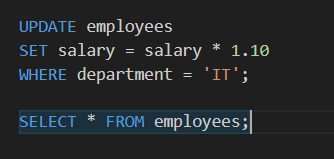 UPDATE employees
SET salary = salary * 1.10
WHERE department = 'IT';
SELECT * FROM employees;